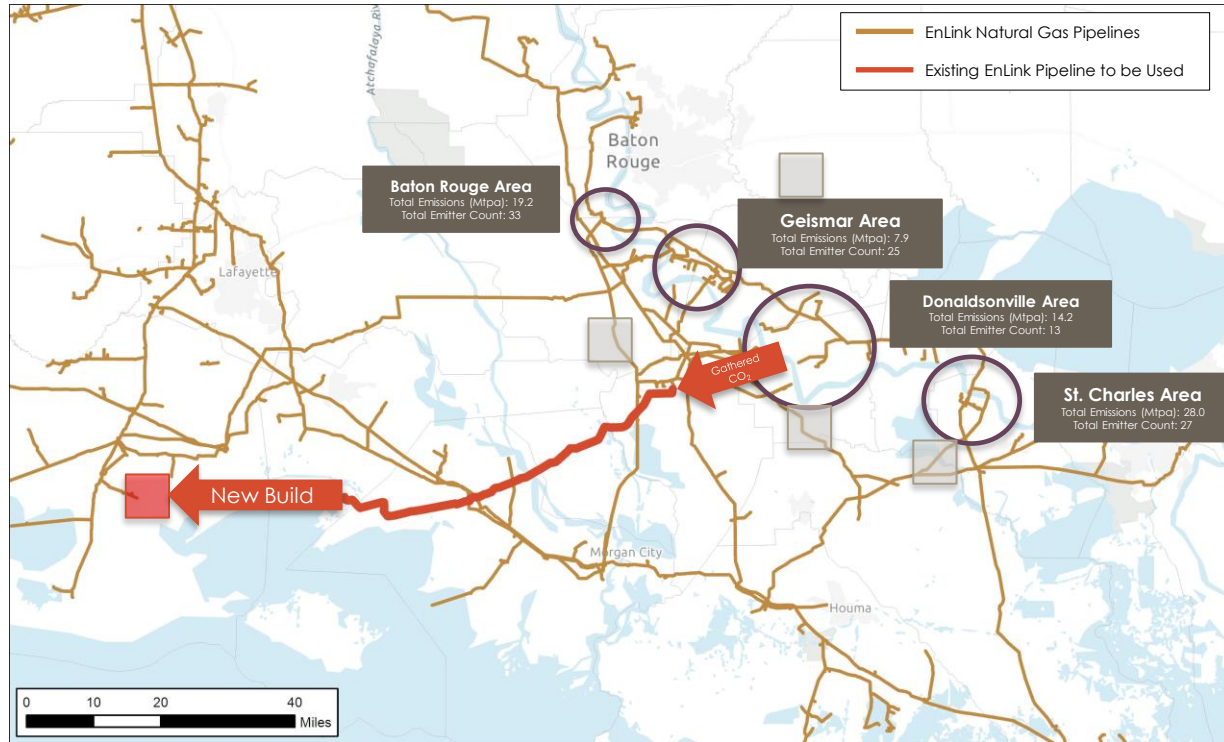 EnLink Natural Gas Pipelines
Existing EnLink Pipeline to be Used
Atchafalaya Riv
Baton
Rouge
Baton Rouge Area
Total Emissions (Mtpa): 19.2
Total Emitter Count: 33
Geismar Area
Total Emissions (Mtpa): 7.9
Total Emitter Count: 25
Lafayette
Donaldsonville Area
Total Emissions (Mtpa): 14.2
Total Emitter Count: 13
Gathered
CO₂
St. Charles Area
Total Emissions (Mtpa): 28.0
Total Emitter Count: 27
New Build
Morgan City
Houma
0 10 20 40
Miles